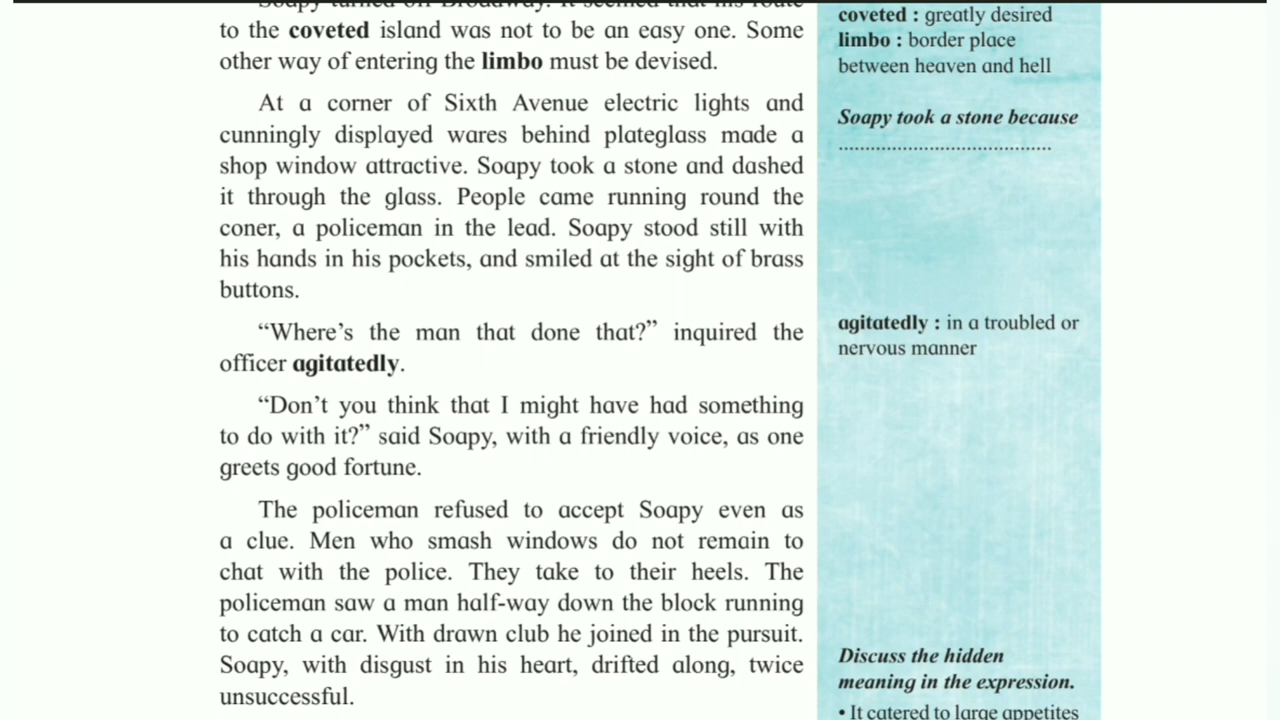 Soapy turned off Broadway. It seemed that his route
to the coveted island was not to be an easy one. Some
other way of entering the limbo must be devised.
At a corner of Sixth Avenue electric lights and
cunningly displayed wares behind plateglass made a
shop window attractive. Soapy took a stone and dashed
it through the glass. People came running round the
coner, a policeman in the lead. Soapy stood still with
his hands in his pockets, and smiled at the sight of brass
buttons.
“Where’s the man that done that?” inquired the
officer agitatedly.
“Don’t you think that I might have had something
to do with it?” said Soapy, with a friendly voice, as one
greets good fortune.
The policeman refused to accept Soapy even as
a clue. Men who smash windows do not remain to
chat with the police. They take to their heels. The
policeman saw a man half-way down the block running
to catch a car. With drawn club he joined in the pursuit.
Soapy, with disgust in his heart, drifted along, twice
unsuccessful.
coveted : greatly desired
limbo : border place
between heaven and hell
Soapy took a stone because
.....................................
agitatedly : in a troubled or
nervous manner
Discuss the hidden
meaning in the expression.
• It catered to large appetites